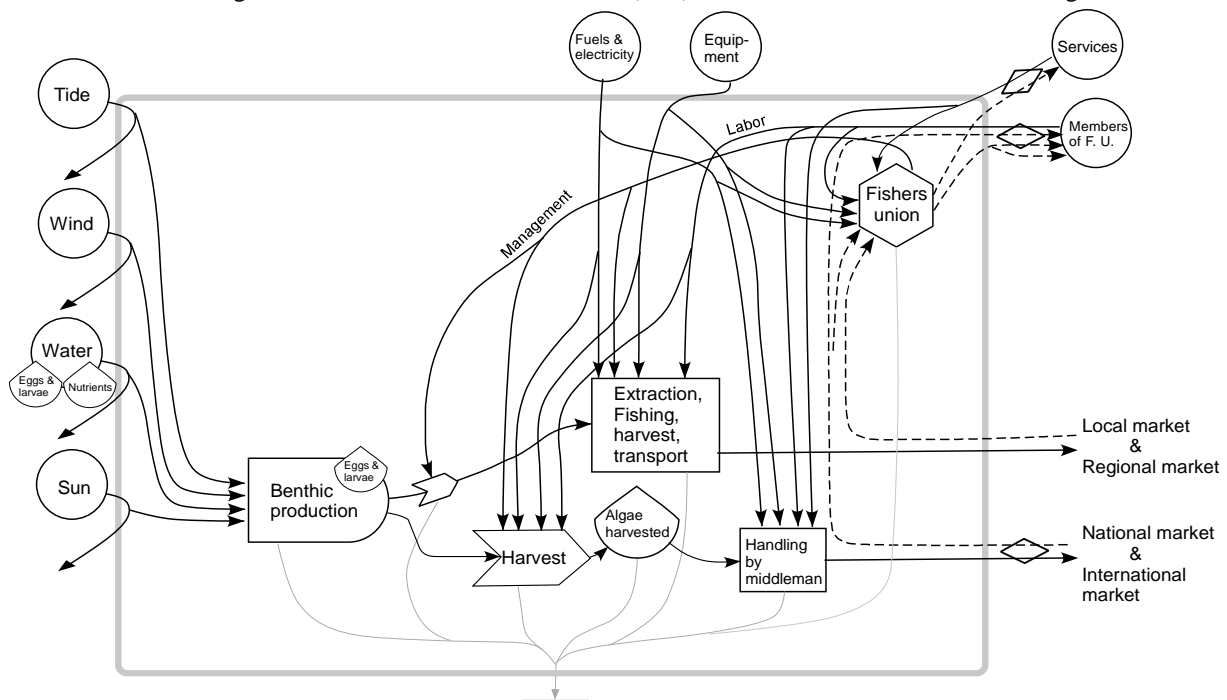 Fuels &
electricity
Equip-
ment
Services
Tide
Labor
Members
of F. U.
Wind
Management
Fishers
union
Water
Eggs &
larvae
Nutrients
Extraction,
Fishing,
harvest,
transport
Local market
&
Regional market
Sun
Eggs &
larvae
Benthic
production
Algae
harvested
Harvest
Handling
by
middleman
National market
&
International
market